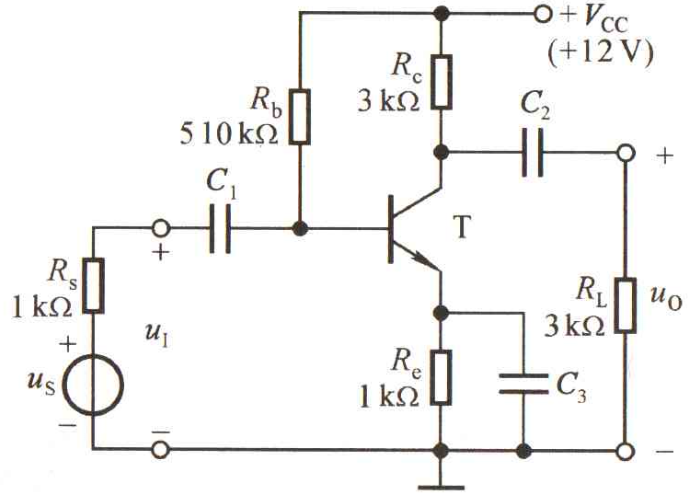 +V_CC
(+12 V)
R_c
3 kΩ
R_b
510 kΩ
C_2
+
C_1
T
+
R_s
1 kΩ
R_L
3 kΩ
u_O
u_I
+
u_S
−
R_e
1 kΩ
C_3
−
−